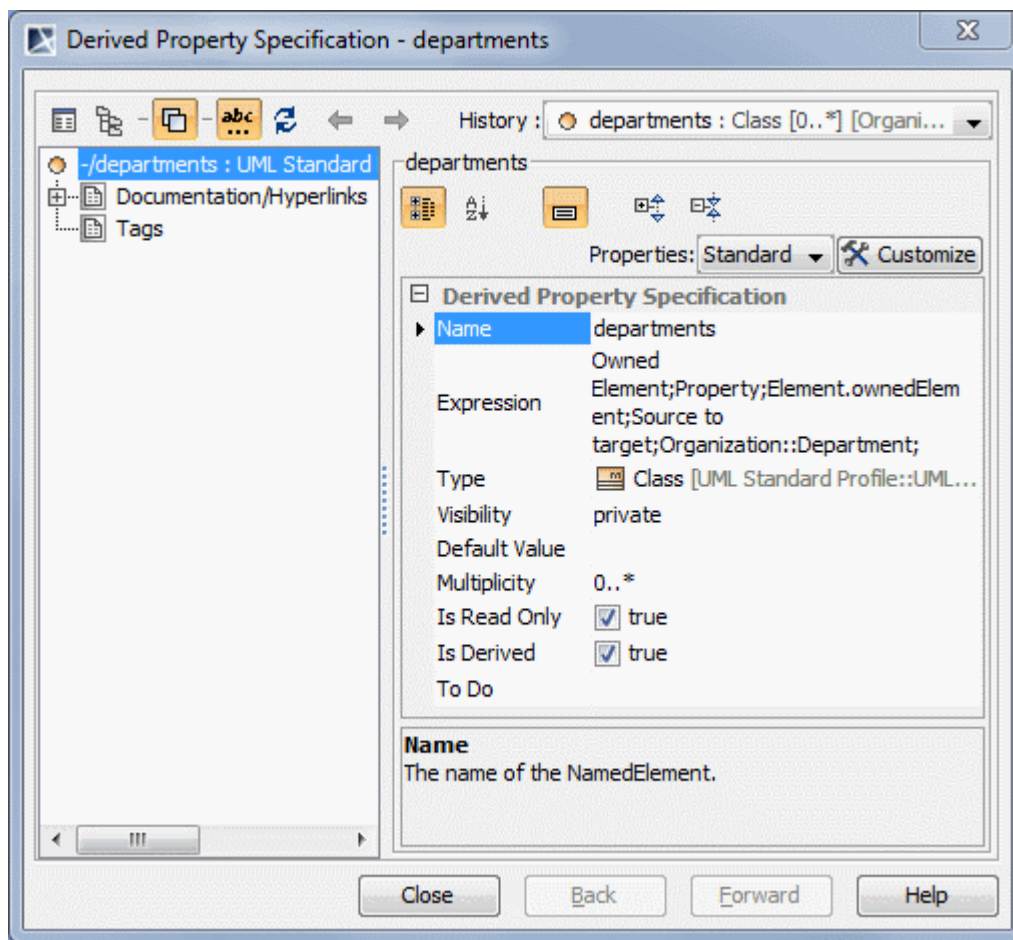 Derived Property Specification - departments
abc
History :
departments : Class [0..*] [Organi...
-/departments : UML Standard
Documentation/Hyperlinks
Tags
departments
A
Z
Properties:
Standard
Customize
Derived Property Specification
Name
departments
Expression
Owned
Element;Property;Element.ownedElem
ent;Source to
target;Organization::Department;
Type
Class [UML Standard Profile::UML...
Visibility
private
Default Value
Multiplicity
0..*
Is Read Only
true
Is Derived
true
To Do
Name
The name of the NamedElement.
Close
Back
Forward
Help